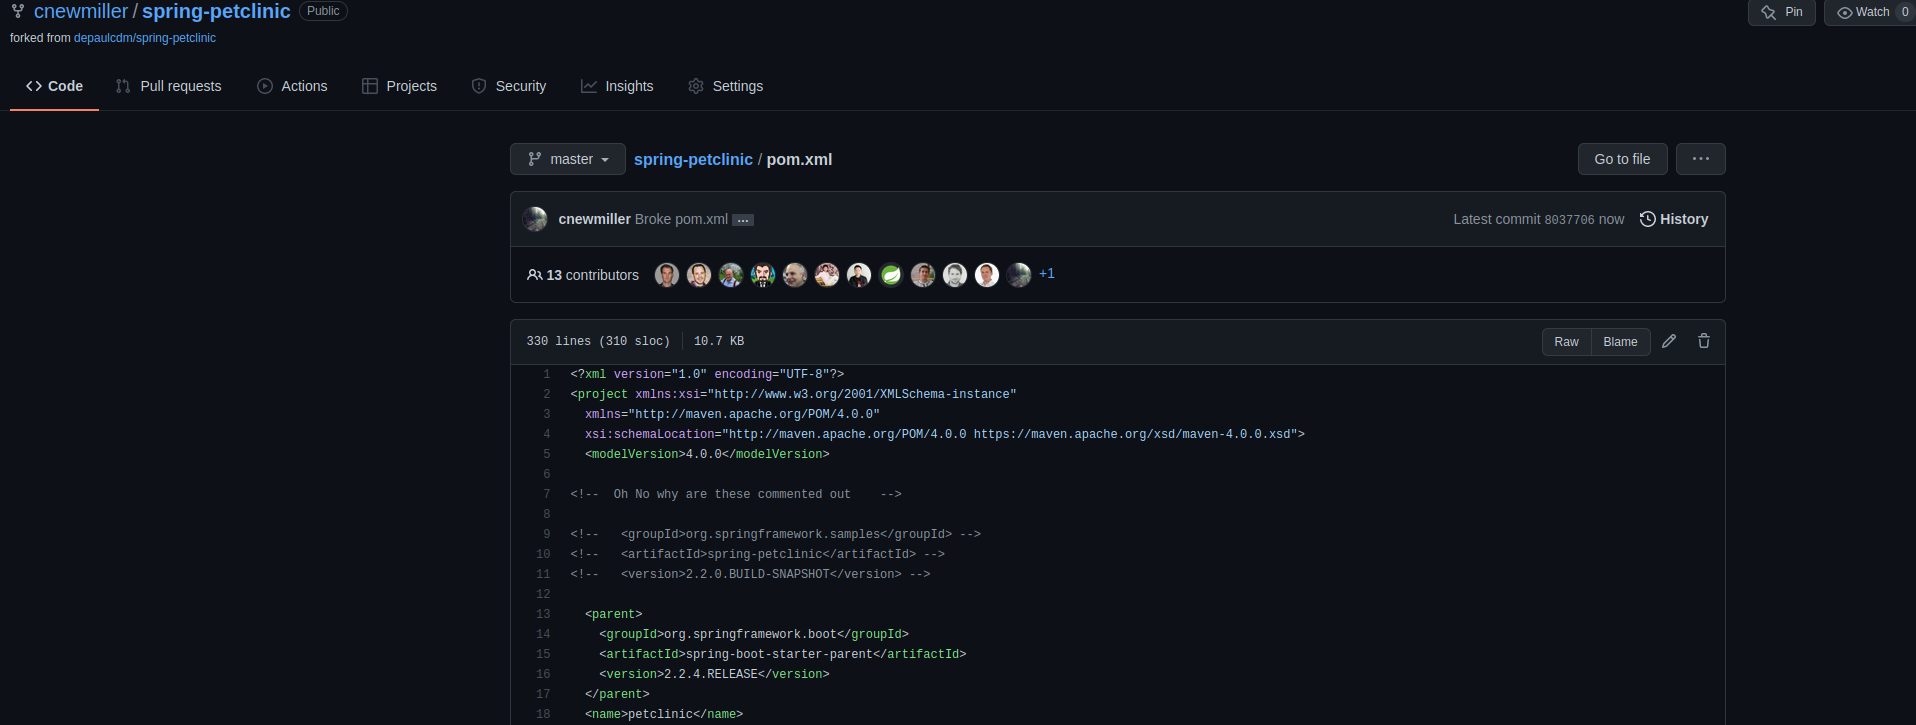 cnewmiller / spring-petclinic Public
Pin
Watch 0
forked from depaulcdm/spring-petclinic
Code Pull requests Actions Projects Security Insights Settings
master spring-petclinic / pom.xml
Go to file ...
cnewmiller Broke pom.xml ...
Latest commit 8037706 now History
13 contributors +1
330 lines (310 sloc) 10.7 KB
Raw Blame
1 <?xml version="1.0" encoding="UTF-8"?>
2 <project xmlns:xsi="http://www.w3.org/2001/XMLSchema-instance"
3 xmlns="http://maven.apache.org/POM/4.0.0"
4 xsi:schemaLocation="http://maven.apache.org/POM/4.0.0 https://maven.apache.org/xsd/maven-4.0.0.xsd">
5 <modelVersion>4.0.0</modelVersion>
6
7 <!--  Oh No why are these commented out    -->
8
9 <!--   <groupId>org.springframework.samples</groupId> -->
10 <!--   <artifactId>spring-petclinic</artifactId> -->
11 <!--   <version>2.2.0.BUILD-SNAPSHOT</version> -->
12
13 <parent>
14 <groupId>org.springframework.boot</groupId>
15 <artifactId>spring-boot-starter-parent</artifactId>
16 <version>2.2.4.RELEASE</version>
17 </parent>
18 <name>petclinic</name>